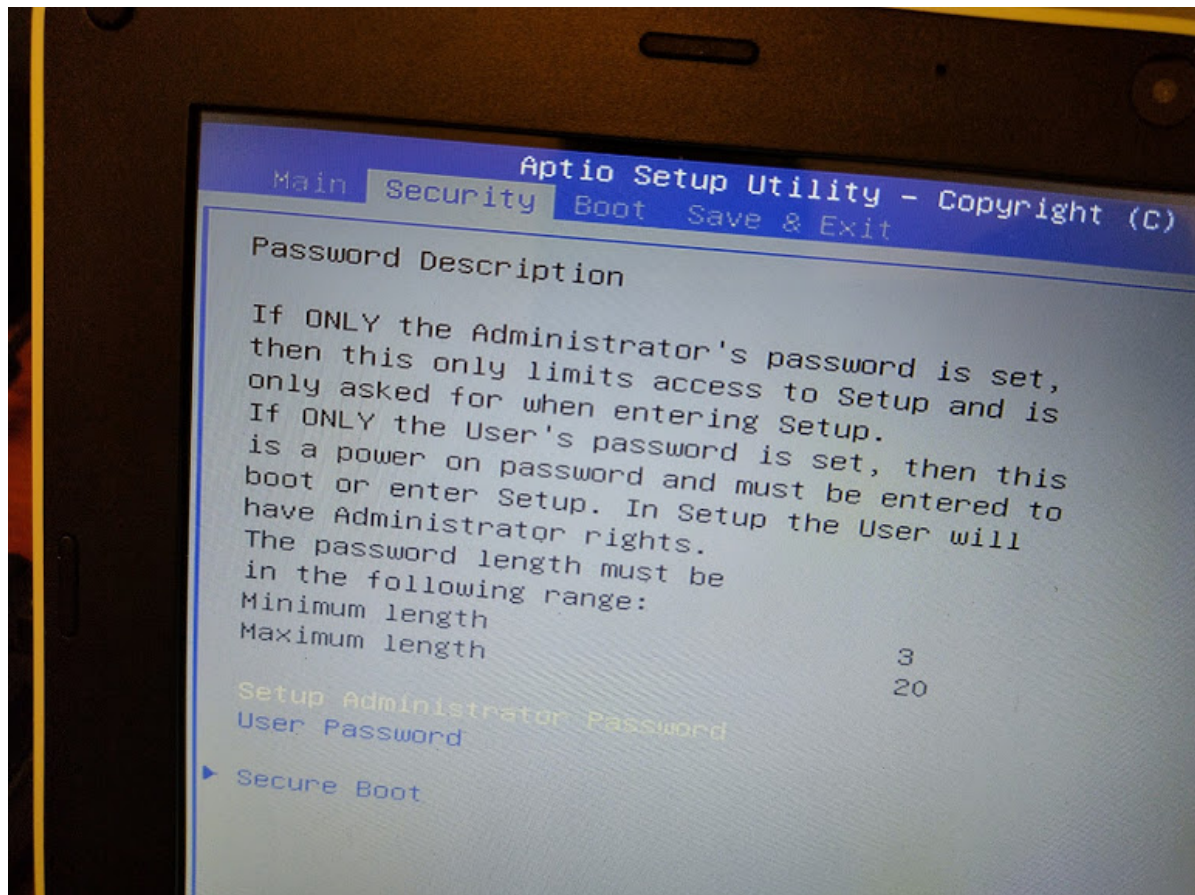 Aptio Setup Utility – Copyright (C)
Main Security Boot Save & Exit
Password Description
If ONLY the Administrator's password is set,
then this only limits access to Setup and is
only asked for when entering Setup.
If ONLY the User's password is set, then this
is a power on password and must be entered to
boot or enter Setup. In Setup the User will
have Administrator rights.
The password length must be
in the following range:
Minimum length 3
Maximum length 20
Setup Administrator Password
User Password
Secure Boot